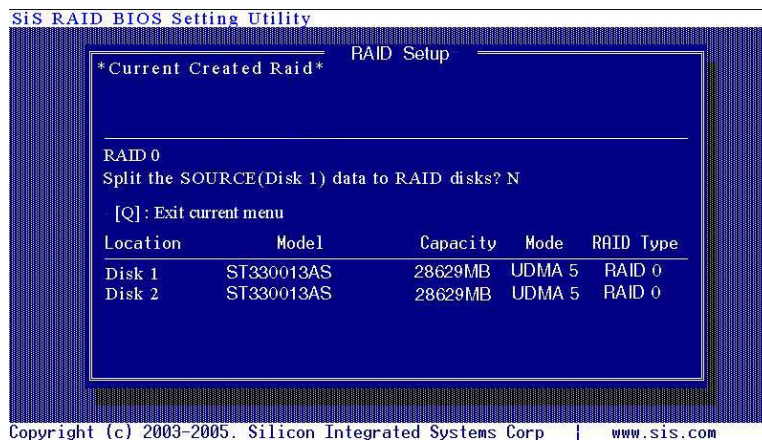 SiS RAID BIOS Setting Utility
RAID Setup
*Current Created Raid*
RAID 0
Split the SOURCE(Disk 1) data to RAID disks? N
[Q] : Exit current menu
Location Model Capacity Mode RAID Type
Disk 1 ST330013AS 28629MB UDMA 5 RAID 0
Disk 2 ST330013AS 28629MB UDMA 5 RAID 0
Copyright (c) 2003-2005. Silicon Integrated Systems Corp | www.sis.com